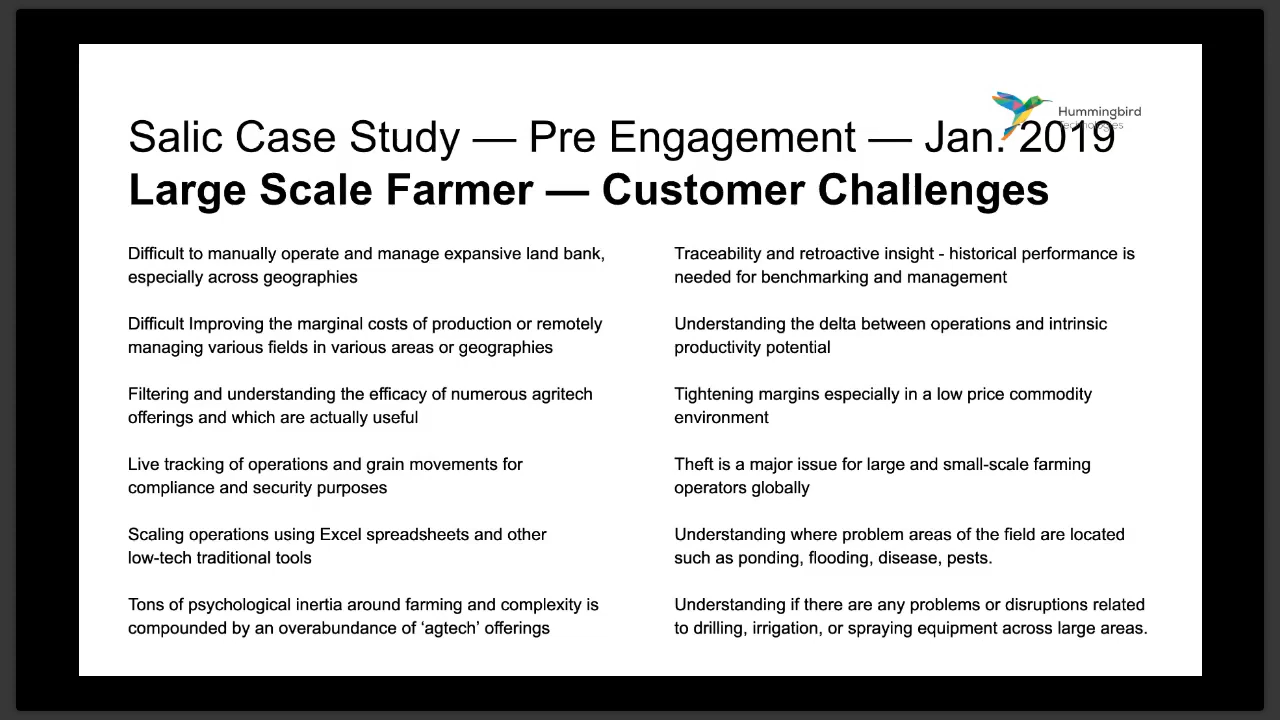 Hummingbird
Technologies
Salic Case Study — Pre Engagement — Jan. 2019
Large Scale Farmer — Customer Challenges
Difficult to manually operate and manage expansive land bank,
especially across geographies
Difficult Improving the marginal costs of production or remotely
managing various fields in various areas or geographies
Filtering and understanding the efficacy of numerous agritech
offerings and which are actually useful
Live tracking of operations and grain movements for
compliance and security purposes
Scaling operations using Excel spreadsheets and other
low-tech traditional tools
Tons of psychological inertia around farming and complexity is
compounded by an overabundance of ‘agtech’ offerings
Traceability and retroactive insight - historical performance is
needed for benchmarking and management
Understanding the delta between operations and intrinsic
productivity potential
Tightening margins especially in a low price commodity
environment
Theft is a major issue for large and small-scale farming
operators globally
Understanding where problem areas of the field are located
such as ponding, flooding, disease, pests.
Understanding if there are any problems or disruptions related
to drilling, irrigation, or spraying equipment across large areas.